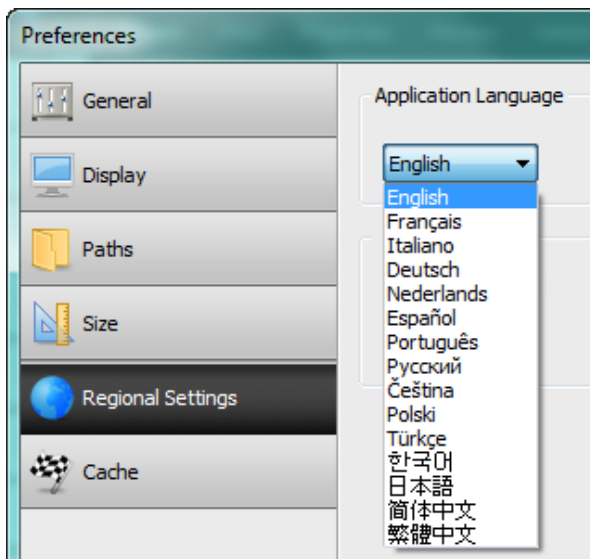 Preferences
General
Display
Paths
Size
Regional Settings
Cache
Application Language
English
English
Français
Italiano
Deutsch
Nederlands
Español
Português
Русский
Čeština
Polski
Türkçe
한국어
日本語
简体中文
繁體中文